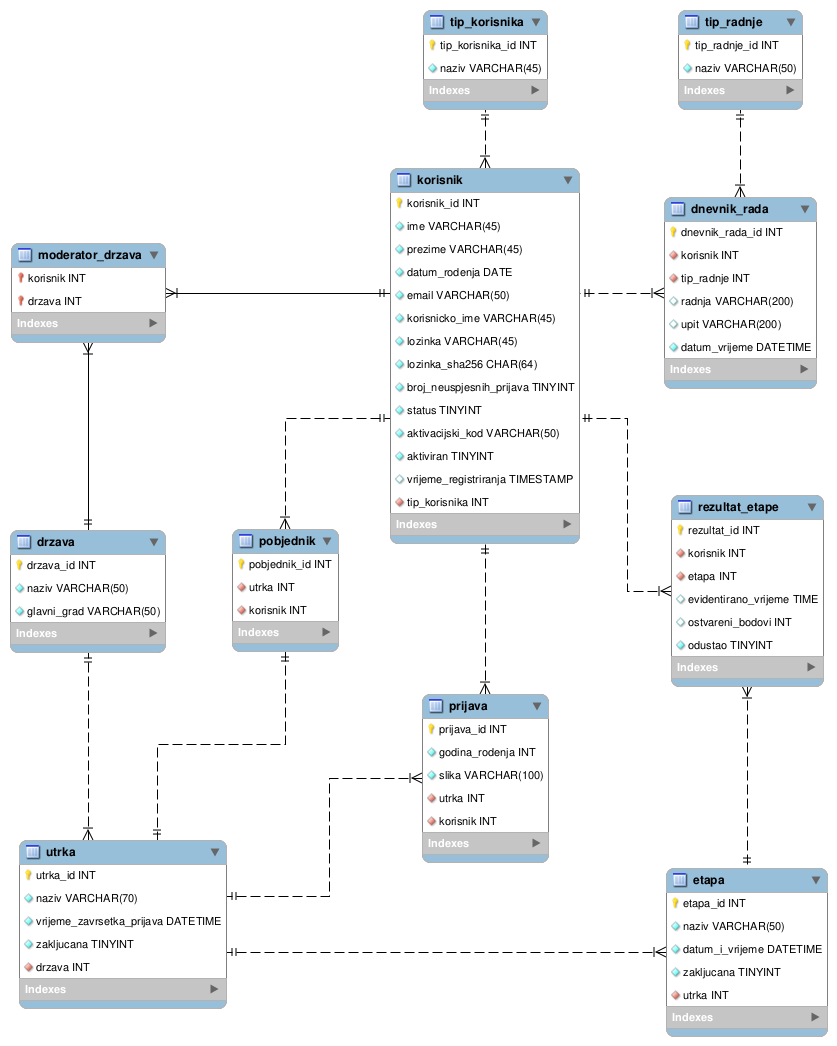 tip_korisnika
tip_korisnika_id INT
naziv VARCHAR(45)
Indexes
tip_radnje
tip_radnje_id INT
naziv VARCHAR(50)
Indexes
korisnik
korisnik_id INT
ime VARCHAR(45)
prezime VARCHAR(45)
datum_rodenja DATE
email VARCHAR(50)
korisnicko_ime VARCHAR(45)
lozinka VARCHAR(45)
lozinka_sha256 CHAR(64)
broj_neuspjesnih_prijava TINYINT
status TINYINT
aktivacijski_kod VARCHAR(50)
aktiviran TINYINT
vrijeme_registriranja TIMESTAMP
tip_korisnika INT
Indexes
dnevnik_rada
dnevnik_rada_id INT
korisnik INT
tip_radnje INT
radnja VARCHAR(200)
upit VARCHAR(200)
datum_vrijeme DATETIME
Indexes
moderator_drzava
korisnik INT
drzava INT
Indexes
drzava
drzava_id INT
naziv VARCHAR(50)
glavni_grad VARCHAR(50)
Indexes
pobjednik
pobjednik_id INT
utrka INT
korisnik INT
Indexes
rezultat_etape
rezultat_id INT
korisnik INT
etapa INT
evidentirano_vrijeme TIME
ostvareni_bodovi INT
odustao TINYINT
Indexes
prijava
prijava_id INT
godina_rodenja INT
slika VARCHAR(100)
utrka INT
korisnik INT
Indexes
utrka
utrka_id INT
naziv VARCHAR(70)
vrijeme_zavrsetka_prijava DATETIME
zakljucana TINYINT
drzava INT
Indexes
etapa
etapa_id INT
naziv VARCHAR(50)
datum_i_vrijeme DATETIME
zakljucana TINYINT
utrka INT
Indexes